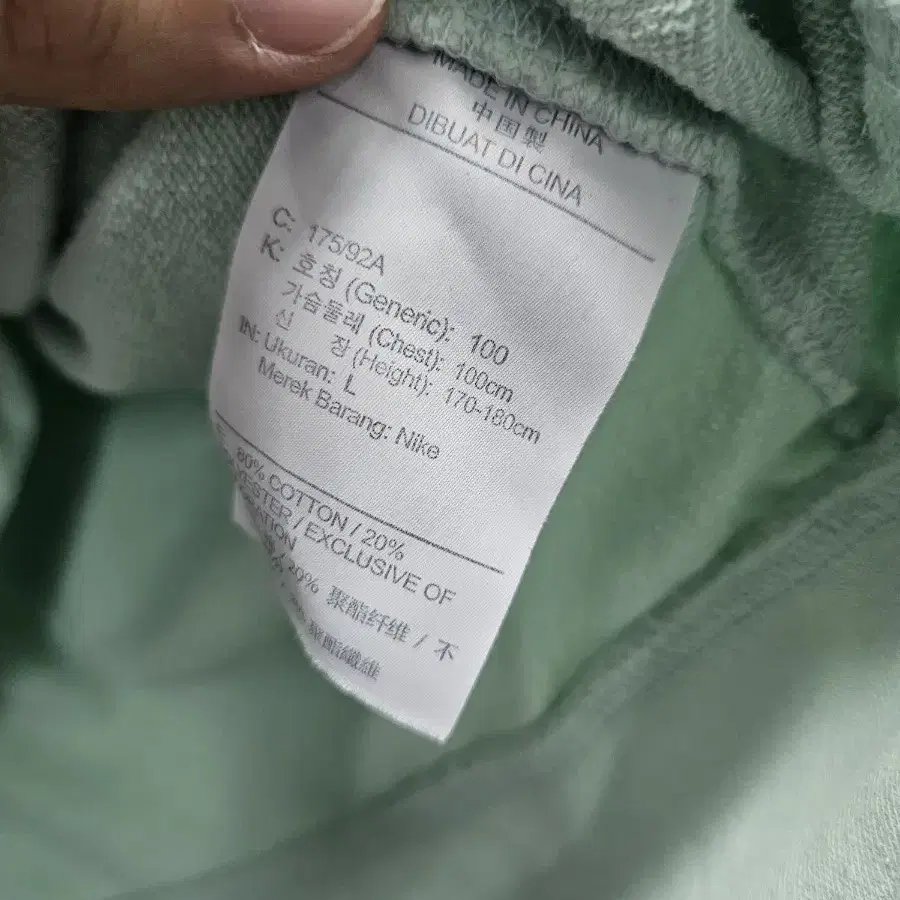 MADE IN CHINA
中国製
DIBUAT DI CINA
C: 175/92A
K: 호칭 (Generic): 100
가슴둘레 (Chest): 100cm
신 장 (Height): 170-180cm
IN: Ukuran: L
Merek Barang: Nike
80% COTTON / 20%
POLYESTER / EXCLUSIVE OF
20% 聚酯纤维 / 不
聚酯纖維